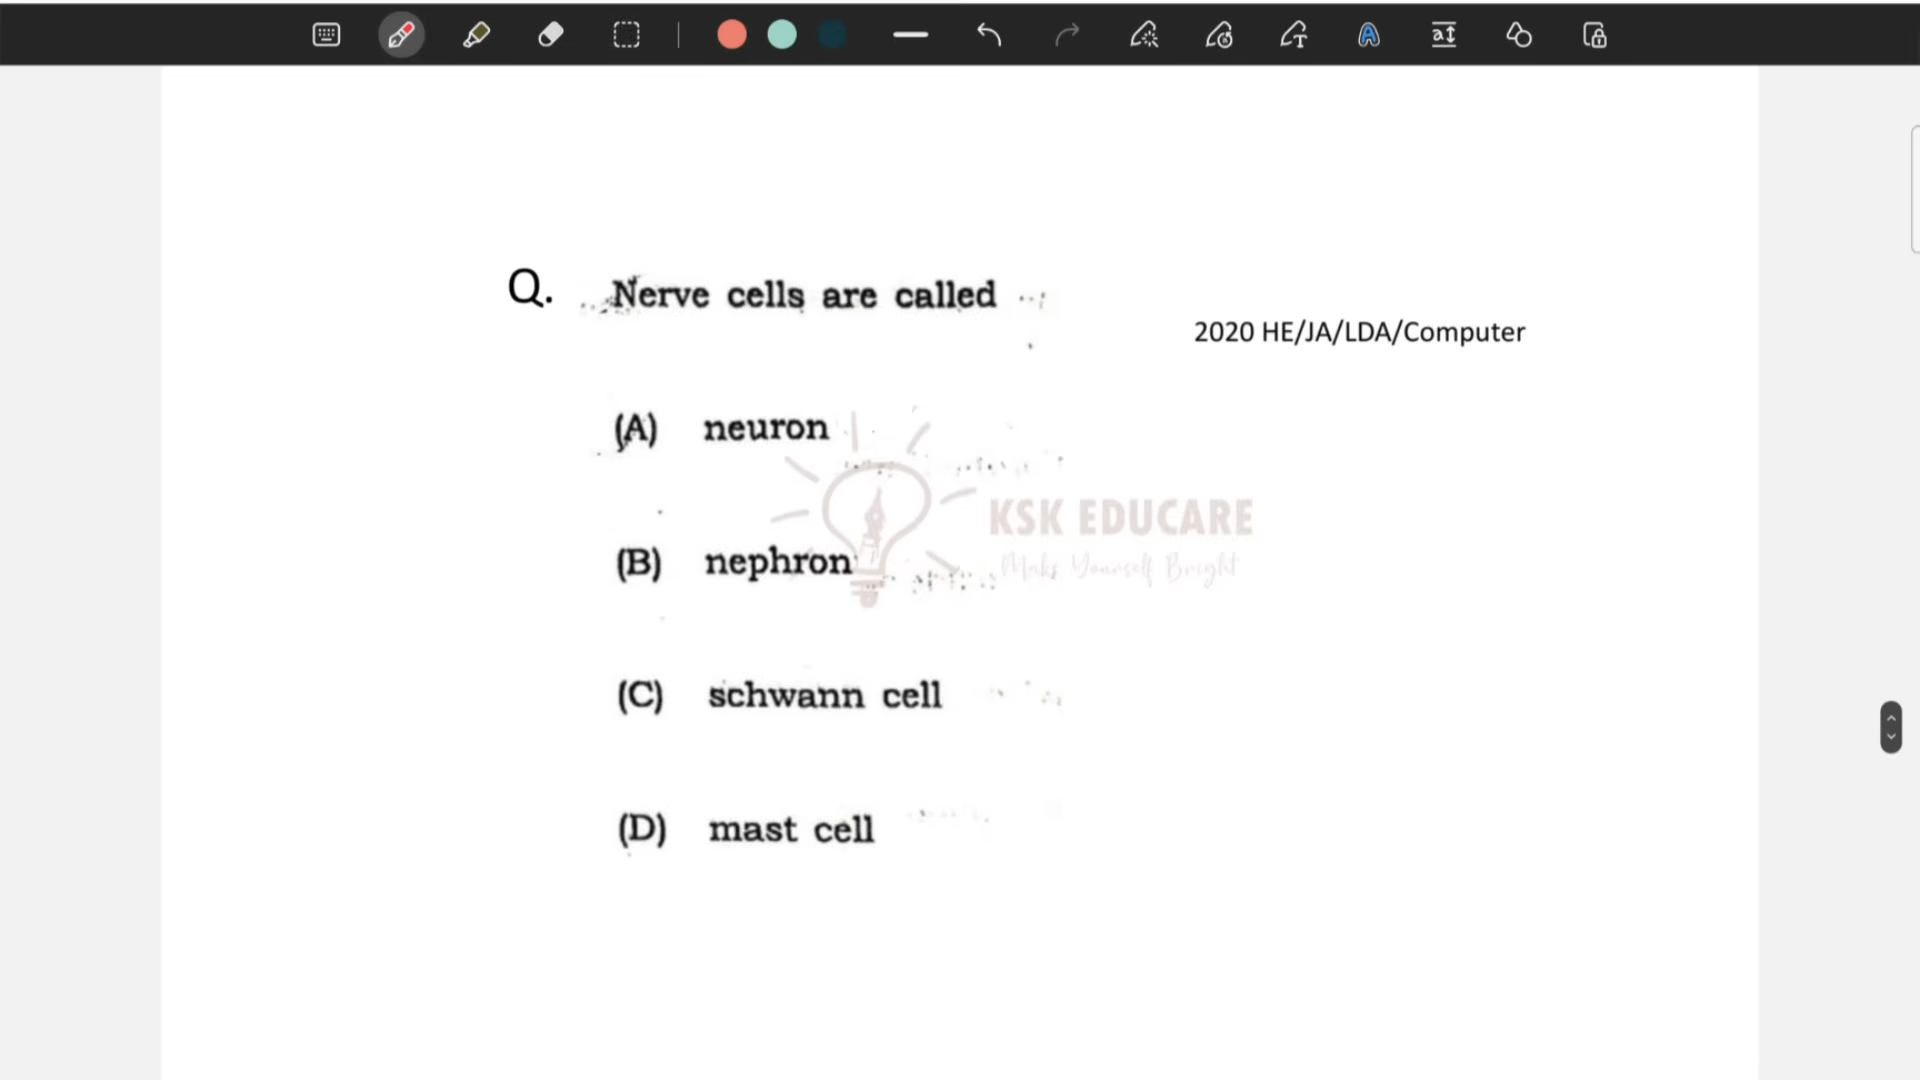 Q. Nerve cells are called
2020 HE/JA/LDA/Computer
(A) neuron
(B) nephron
KSK EDUCARE
Make Yourself Bright
(C) schwann cell
(D) mast cell